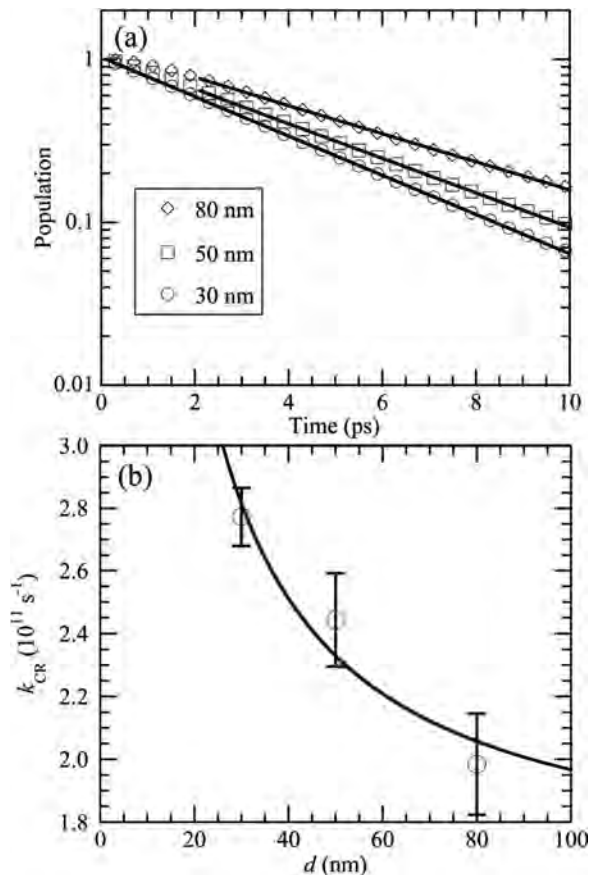 (a)
1
0.1
0.01
Population
80 nm
50 nm
30 nm
0 2 4 6 8 10
Time (ps)
(b)
3.0
2.8
2.6
2.4
2.2
2.0
1.8
k_CR (10^11 s^-1)
0 20 40 60 80 100
d (nm)